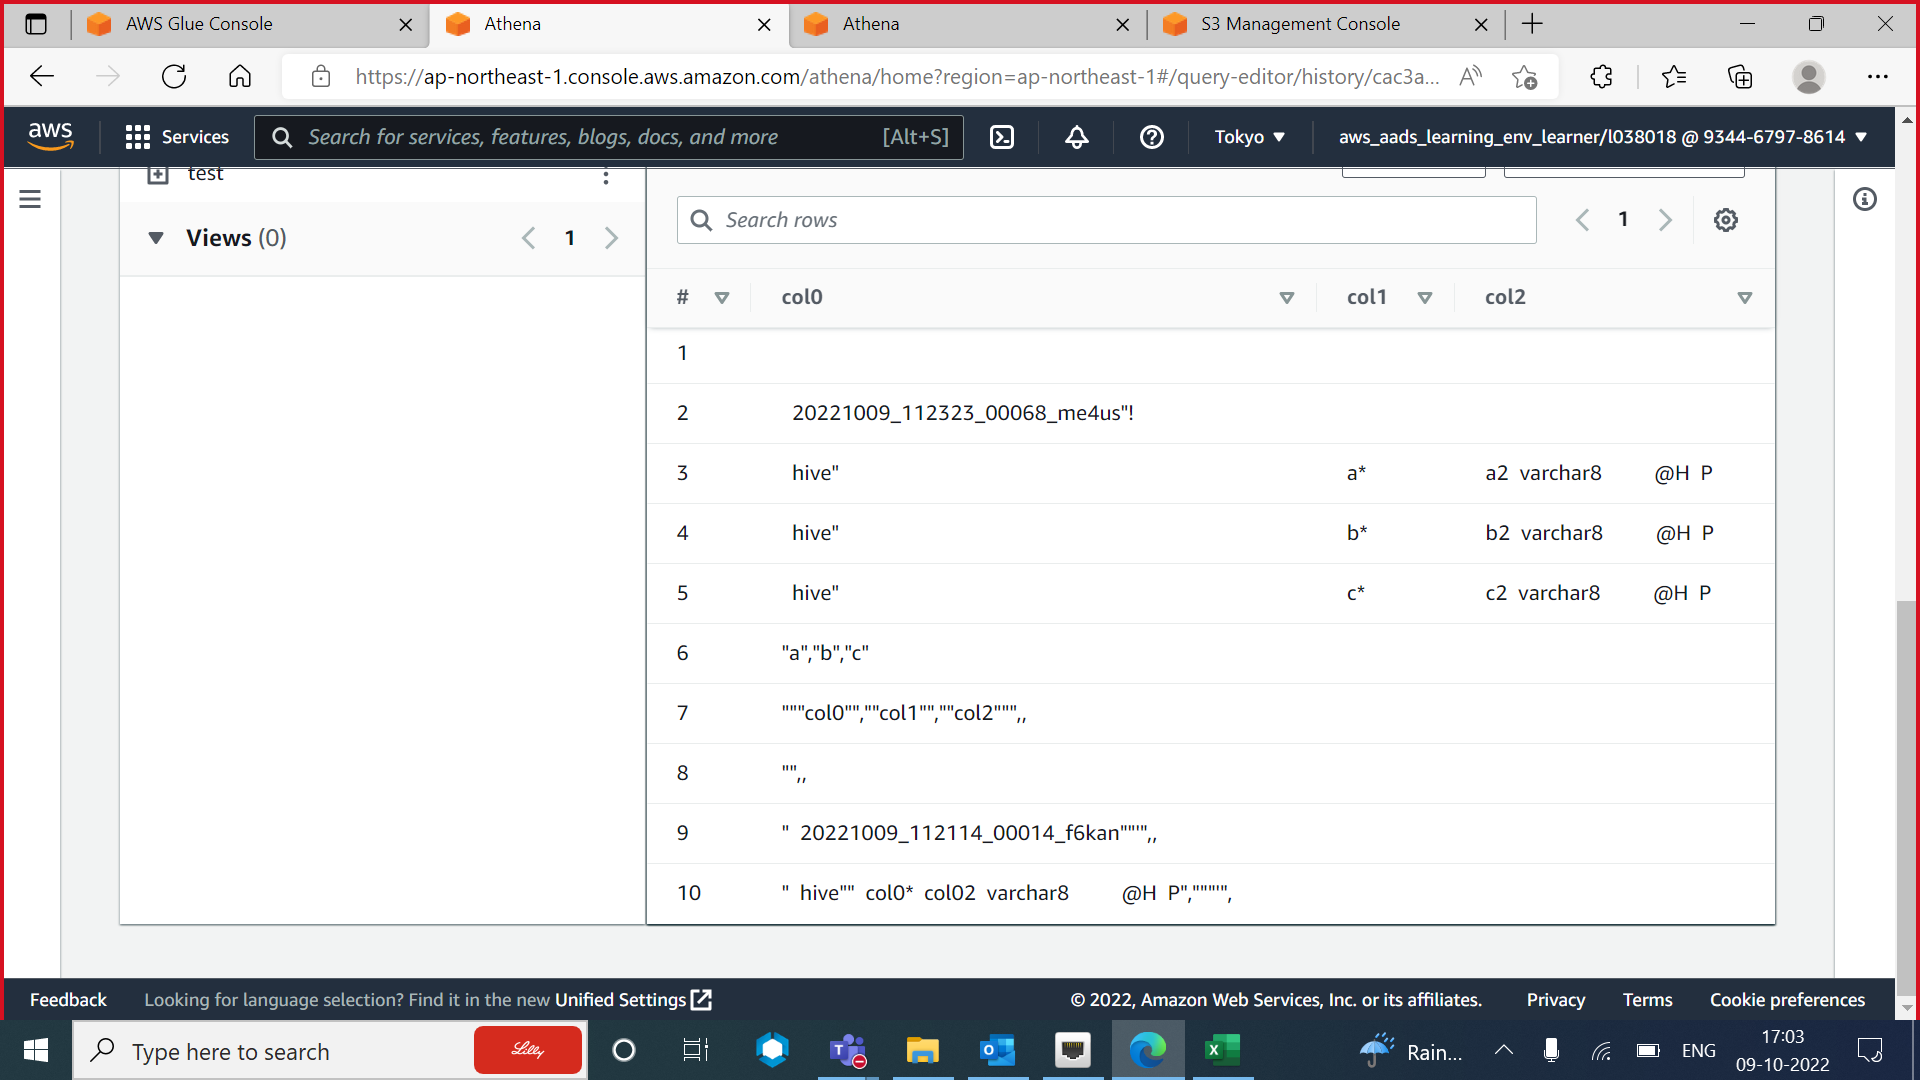 AWS Glue Console
Athena
Athena
S3 Management Console
https://ap-northeast-1.console.aws.amazon.com/athena/home?region=ap-northeast-1#/query-editor/history/cac3a...
aws
Services
Search for services, features, blogs, docs, and more
[Alt+S]
Tokyo
aws_aads_learning_env_learner/l038018 @ 9344-6797-8614
test
Views (0)
1
Search rows
1
# col0 col1 col2
1
2 20221009_112323_00068_me4us"!
3 hive" a* a2 varchar8 @H P
4 hive" b* b2 varchar8 @H P
5 hive" c* c2 varchar8 @H P
6 "a","b","c"
7 """col0"",""col1"",""col2""",,
8 "",,
9 " 20221009_112114_00014_f6kan"""'",,
10 " hive"" col0* col02 varchar8 @H P",""""'",
Feedback
Looking for language selection? Find it in the new Unified Settings
© 2022, Amazon Web Services, Inc. or its affiliates.
Privacy
Terms
Cookie preferences
Type here to search
Lilly
Rain...
ENG
17:03
09-10-2022